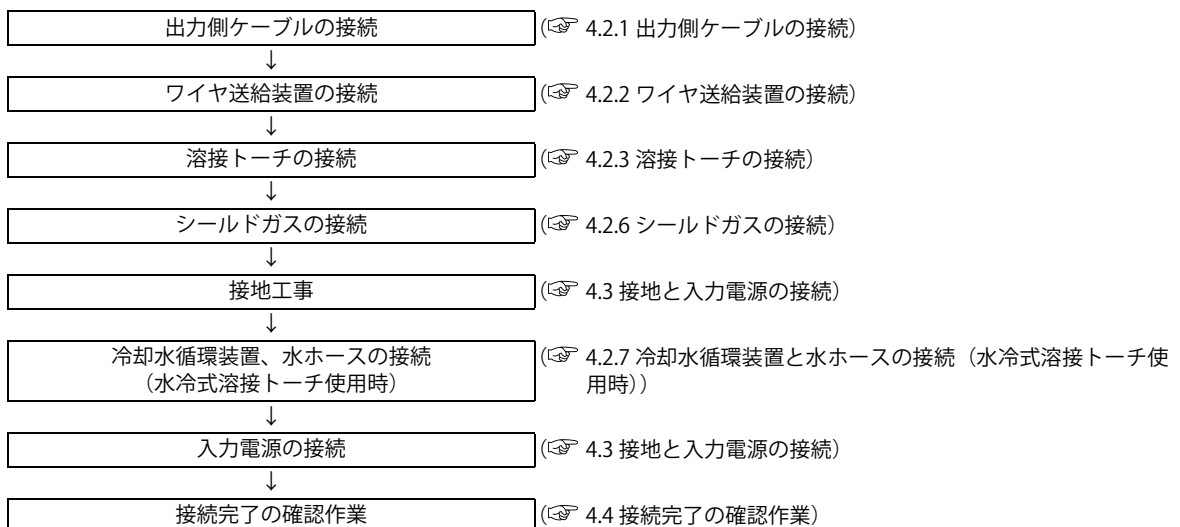 出力側ケーブルの接続 (☞ 4.2.1 出力側ケーブルの接続)
↓
ワイヤ送給装置の接続 (☞ 4.2.2 ワイヤ送給装置の接続)
↓
溶接トーチの接続 (☞ 4.2.3 溶接トーチの接続)
↓
シールドガスの接続 (☞ 4.2.6 シールドガスの接続)
↓
接地工事 (☞ 4.3 接地と入力電源の接続)
↓
冷却水循環装置、水ホースの接続
（水冷式溶接トーチ使用時）
(☞ 4.2.7 冷却水循環装置と水ホースの接続（水冷式溶接トーチ使
用時）)
↓
入力電源の接続 (☞ 4.3 接地と入力電源の接続)
↓
接続完了の確認作業 (☞ 4.4 接続完了の確認作業)